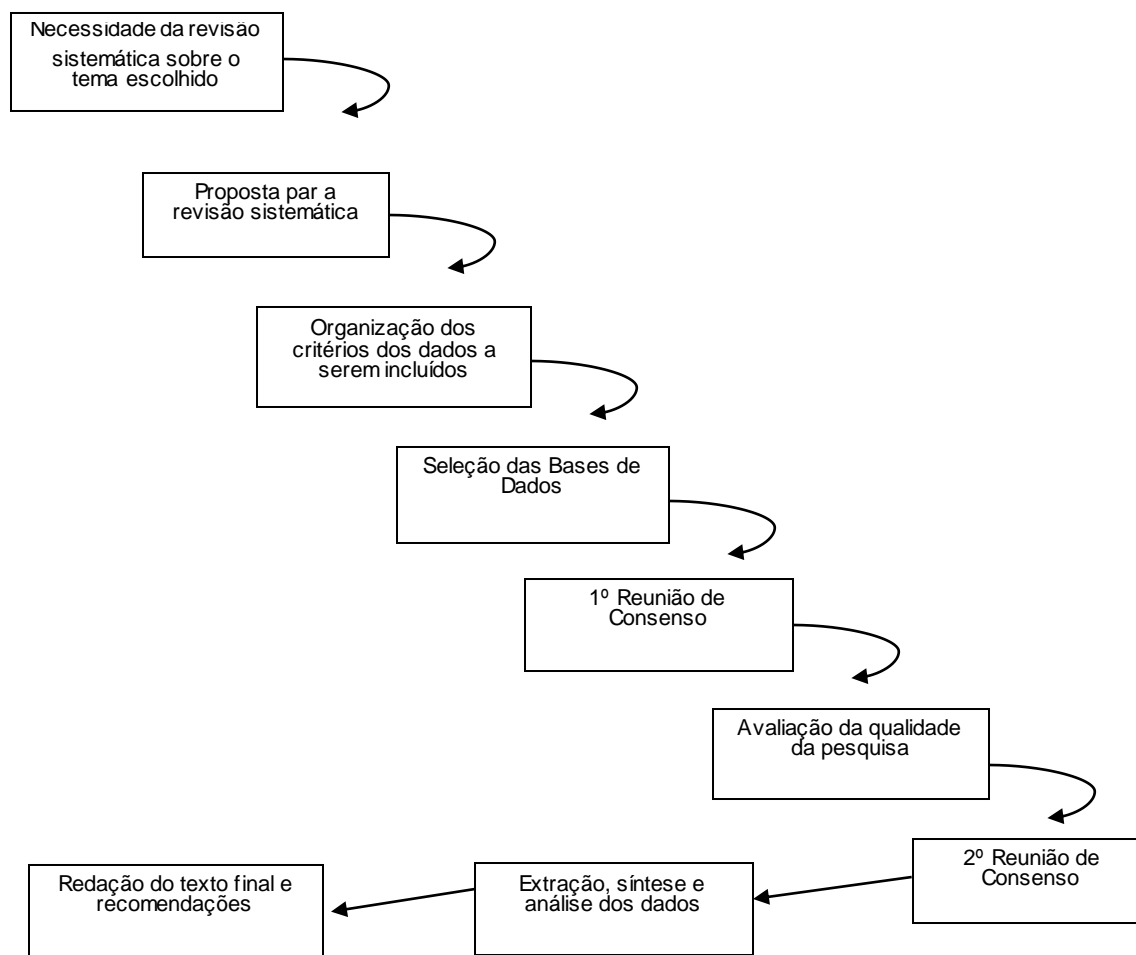 Necessidade da revisão
sistemática sobre o
tema escolhido
Proposta par a
revisão sistemática
Organização dos
critérios dos dados a
serem incluídos
Seleção das Bases de
Dados
1º Reunião de
Consenso
Avaliação da qualidade
da pesquisa
2º Reunião de
Consenso
Extração, síntese e
análise dos dados
Redação do texto final e
recomendações